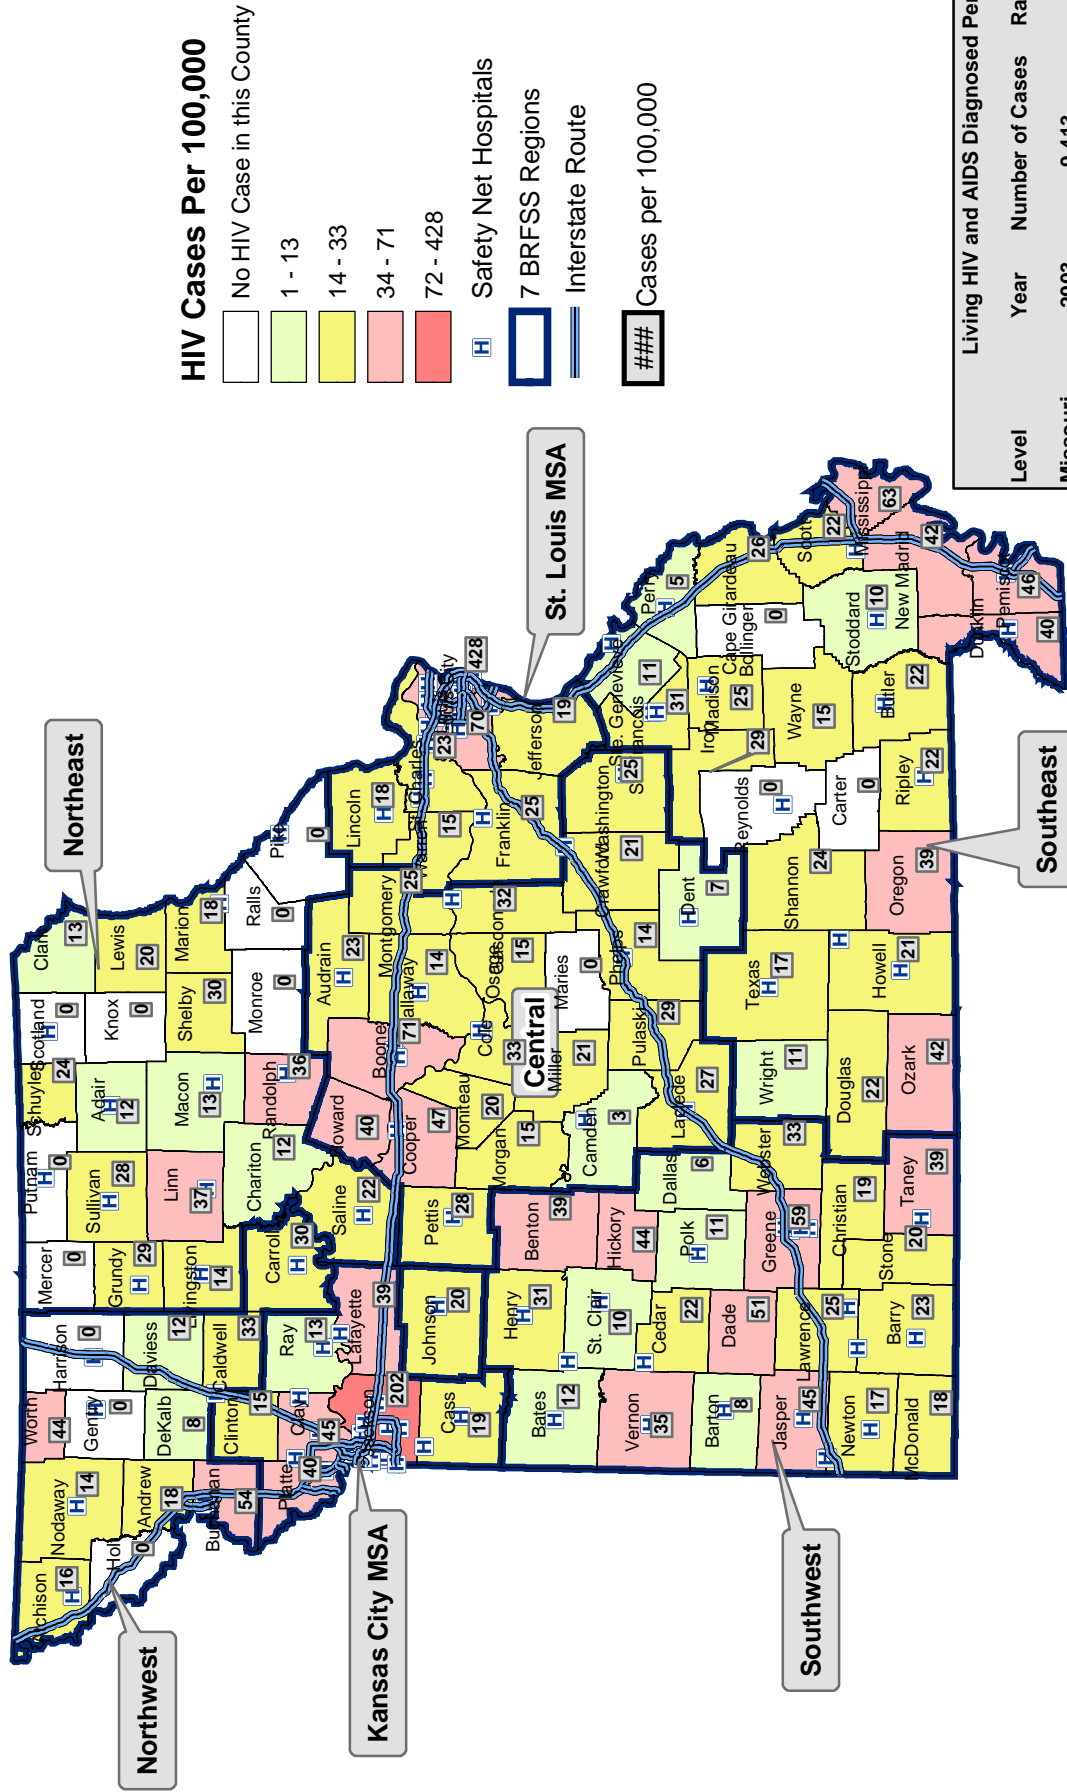 HIV Cases Per 100,000
No HIV Case in this County
1 - 13
14 - 33
34 - 71
72 - 428
H Safety Net Hospitals
7 BRFSS Regions
Interstate Route
### Cases per 100,000
Northwest
Northeast
Kansas City MSA
Central
St. Louis MSA
Southwest
Southeast
Nodaway 14
Worth 44
Harrison 0
Mercer 0
Putnam 0
Schuyler 24
Scotland 0
Clark 13
16
Holt 0
Andrew 18
Gentry 0
DeKalb 8
Daviess 12
Grundy 29
Sullivan 28
Adair 12
Knox 0
Lewis 20
Buchanan 54
Clinton 15
Caldwell 33
Livingston 14
Linn 37
Macon 13
Shelby 30
Marion 18
Platte 40
Clay 45
Ray 13
Carroll 30
Chariton 12
Randolph 36
Monroe 0
Ralls 0
Pike 0
Jackson 202
Lafayette 39
Saline 22
Howard 40
Boone 71
Audrain 23
Callaway 14
Montgomery 25
Lincoln 18
Warren 15
St. Charles 23
428
70
Cass 19
Johnson 20
Pettis 28
Cooper 47
Moniteau 20
Cole 33
Osage 15
Gasconade 32
Franklin 25
Jefferson 19
Bates 12
Henry 31
Benton 39
Morgan 15
Miller 21
Camden 3
Maries 0
Phelps 14
Crawford 21
Washington 25
Ste. Genevieve 11
St. Francois 31
Perry 5
Vernon 35
St. Clair 10
Hickory 44
Cedar 22
Polk 11
Dallas 6
Laclede 27
Pulaski 29
Dent 7
Iron 29
Madison 25
Bollinger 0
Cape Girardeau 26
Barton 8
Dade 51
Greene 59
Webster 33
Wright 11
Texas 17
Shannon 24
Reynolds 0
Carter 0
Wayne 15
Scott 22
Stoddard 10
Mississippi 63
Jasper 45
Lawrence 25
Christian 19
Douglas 22
Howell 21
Oregon 39
Ripley 22
Butler 22
New Madrid 42
Newton 17
McDonald 18
Barry 23
Stone 20
Taney 39
Ozark 42
Dunklin 40
Pemiscot 46
Living HIV and AIDS Diagnosed
Level Year Number of Cases